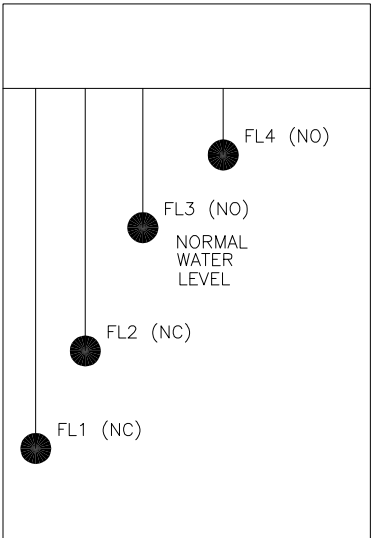 FL4 (NO)
FL3 (NO)
NORMAL
WATER
LEVEL
FL2 (NC)
FL1 (NC)